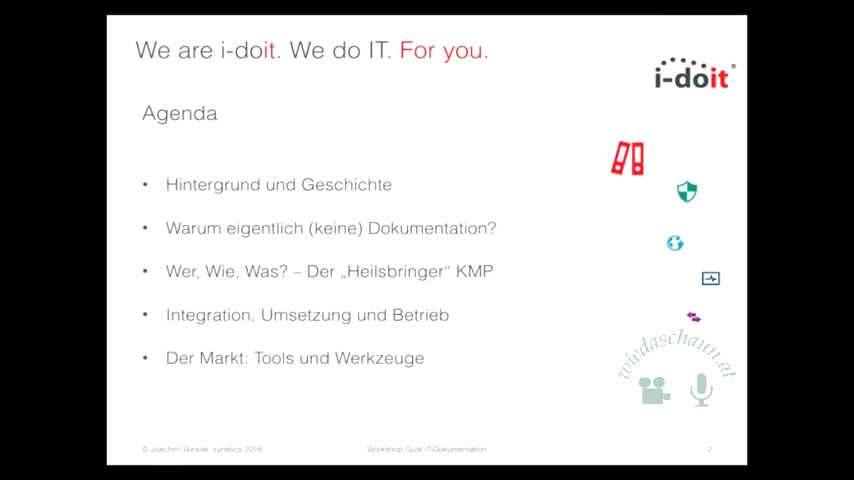 We are i-doit. We do IT. For you.
i-doit®
Agenda
• Hintergrund und Geschichte
• Warum eigentlich (keine) Dokumentation?
• Wer, Wie, Was? – Der „Heilsbringer“ KMP
• Integration, Umsetzung und Betrieb
• Der Markt: Tools und Werkzeuge
wiedaschaun.at
© Joachim Winkler synetics 2016
Workshop Gute IT-Dokumentation
2